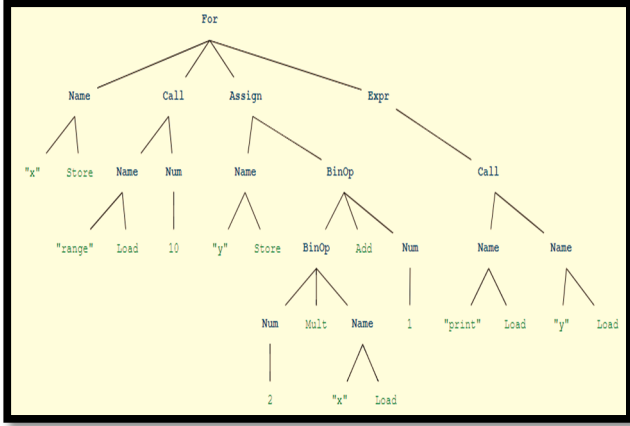 For
Name Call Assign Expr
"x" Store Name Num Name BinOp Call
"range" Load 10 "y" Store BinOp Add Num Name Name
Num Mult Name 1 "print" Load "y" Load
2 "x" Load